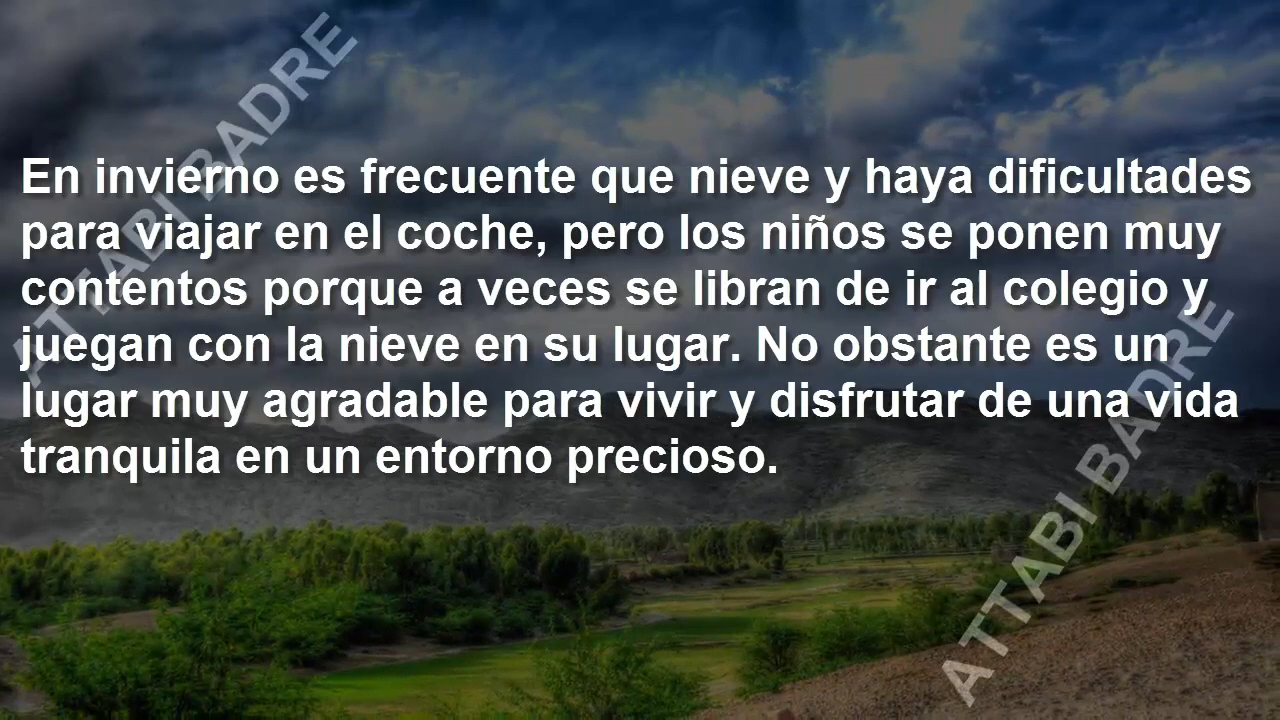 En invierno es frecuente que nieve y haya dificultades
para viajar en el coche, pero los niños se ponen muy
contentos porque a veces se libran de ir al colegio y
juegan con la nieve en su lugar. No obstante es un
lugar muy agradable para vivir y disfrutar de una vida
tranquila en un entorno precioso.
ATTABI BADRE
ATTABI BADRE